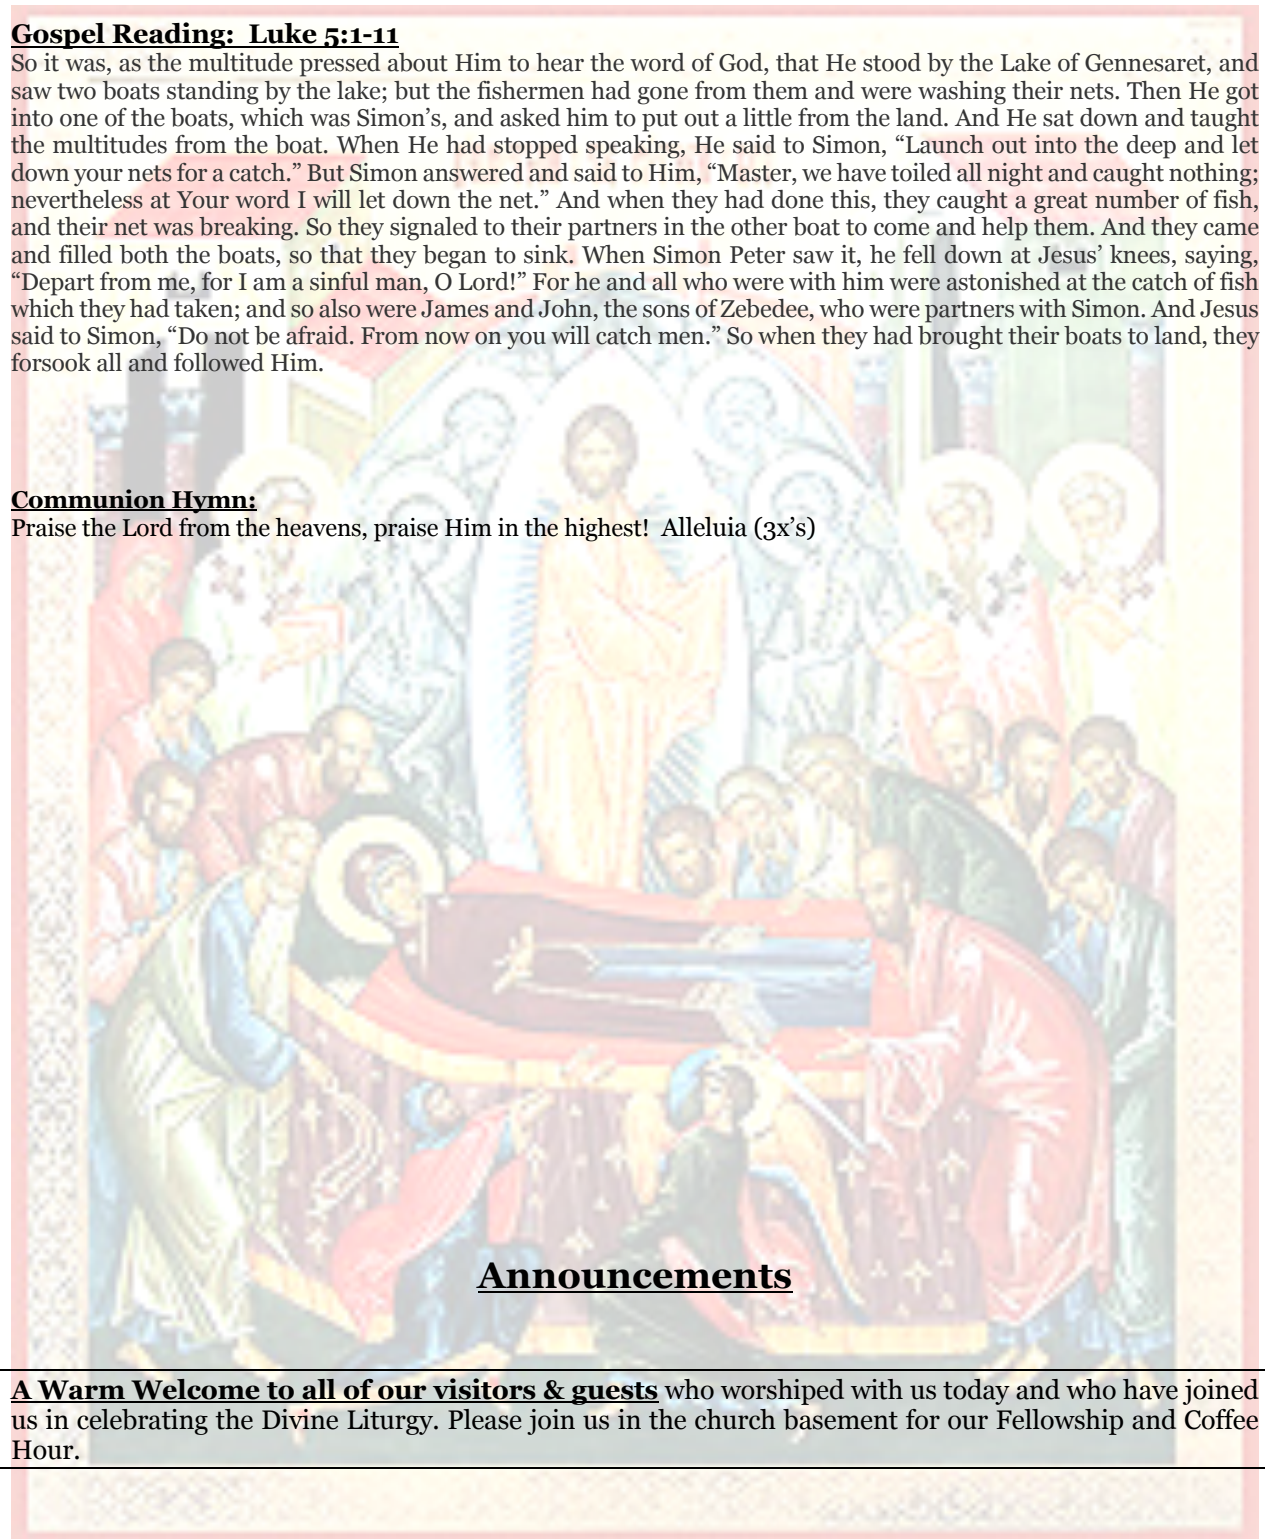 Gospel Reading:  Luke 5:1-11
So it was, as the multitude pressed about Him to hear the word of God, that He stood by the Lake of Gennesaret, and
saw two boats standing by the lake; but the fishermen had gone from them and were washing their nets. Then He got
into one of the boats, which was Simon’s, and asked him to put out a little from the land. And He sat down and taught
the multitudes from the boat. When He had stopped speaking, He said to Simon, “Launch out into the deep and let
down your nets for a catch.” But Simon answered and said to Him, “Master, we have toiled all night and caught nothing;
nevertheless at Your word I will let down the net.” And when they had done this, they caught a great number of fish,
and their net was breaking. So they signaled to their partners in the other boat to come and help them. And they came
and filled both the boats, so that they began to sink. When Simon Peter saw it, he fell down at Jesus’ knees, saying,
“Depart from me, for I am a sinful man, O Lord!” For he and all who were with him were astonished at the catch of fish
which they had taken; and so also were James and John, the sons of Zebedee, who were partners with Simon. And Jesus
said to Simon, “Do not be afraid. From now on you will catch men.” So when they had brought their boats to land, they
forsook all and followed Him.
Communion Hymn:
Praise the Lord from the heavens, praise Him in the highest!  Alleluia (3x’s)
Announcements
A Warm Welcome to all of our visitors & guests who worshiped with us today and who have joined
us in celebrating the Divine Liturgy. Please join us in the church basement for our Fellowship and Coffee
Hour.